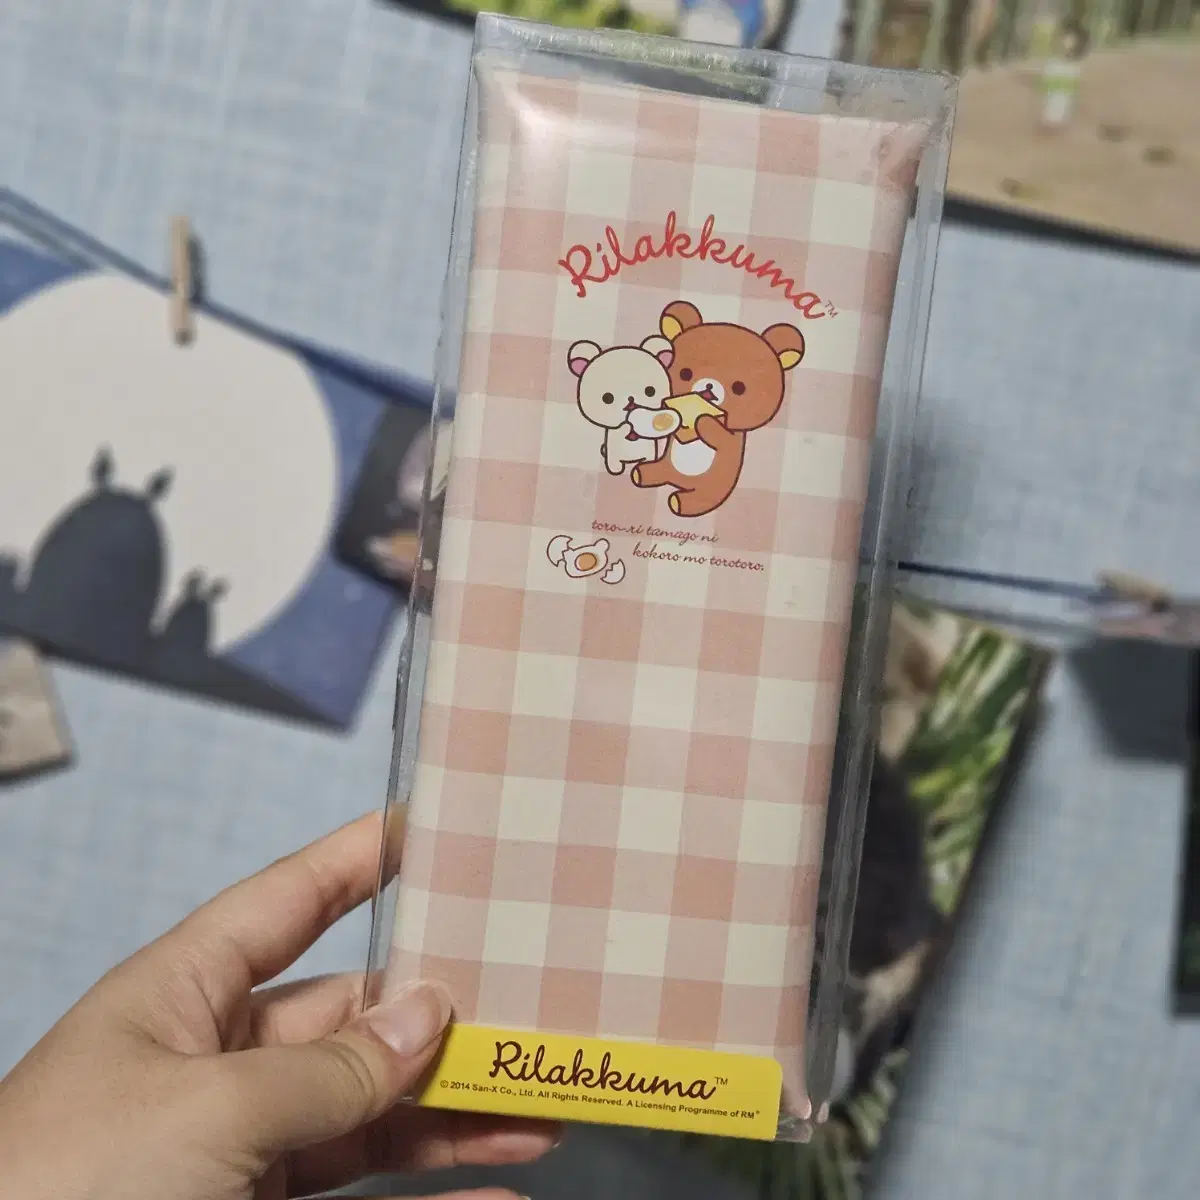 Rilakkuma™
toro~ri tamago ni
kokoro mo torotoro.
Rilakkuma™
© 2014 San-X Co., Ltd. All Rights Reserved. A Licensing Programme of RM®